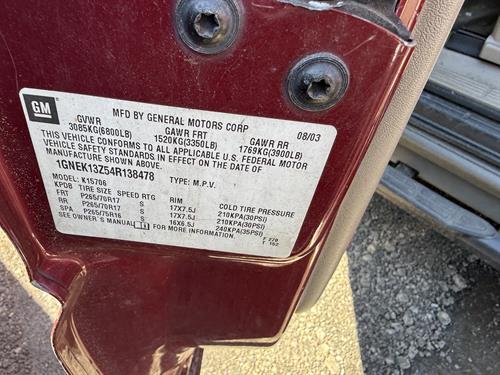 GM
MFD BY GENERAL MOTORS CORP 08/03
GVWR GAWR FRT GAWR RR
3085KG(6800LB) 1520KG(3350LB) 1769KG(3900LB)
THIS VEHICLE CONFORMS TO ALL APPLICABLE U.S. FEDERAL MOTOR
VEHICLE SAFETY STANDARDS IN EFFECT ON THE DATE OF
MANUFACTURE SHOWN ABOVE.
1GNEK13Z54R138478 TYPE: M.P.V.
MODEL: K15706
KPDB TIRE SIZE SPEED RTG RIM COLD TIRE PRESSURE
FRT P265/70R17 S 17X7.5J 210KPA(30PSI)
RR P265/70R17 S 17X7.5J 210KPA(30PSI)
SPA P265/75R16 S 16X6.5J 240KPA(35PSI)
SEE OWNER'S MANUAL FOR MORE INFORMATION.